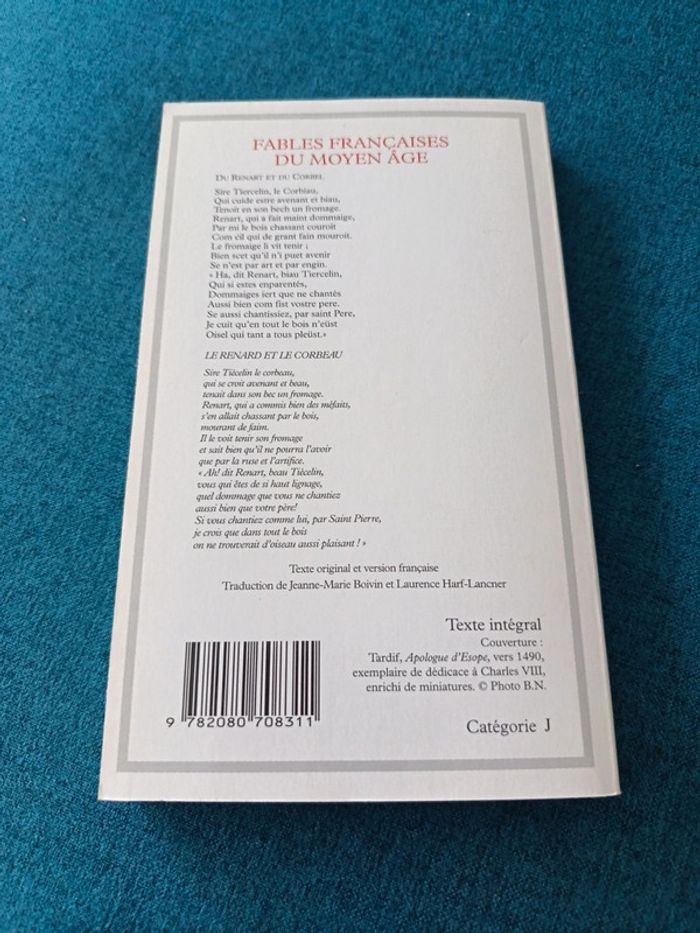 FABLES FRANÇAISES
DU MOYEN ÂGE
DU RENART ET DU CORBEL
Sire Tiercelin, le Corbiau,
Qui cuide estre avenant et biau,
Tenoit en son bech un fromage.
Renart, qui a fait maint dommaige,
Par mi le bois chassant couroit
Com cil qui de grant fain mouroit.
Le fromaige li vit tenir ;
Bien scet qu'il n'i puet avenir
Se n'est par art et par engin.
« Ha, dit Renart, biau Tiercelin,
Qui si estes enparentés,
Dommaiges iert que ne chantés
Aussi bien com fist vostre pere.
Se aussi chantissiez, par saint Pere,
Je cuit qu'en tout le bois n'eüst
Oisel qui tant a tous pleüst.»
LE RENARD ET LE CORBEAU
Sire Tiécelin le corbeau,
qui se croit avenant et beau,
tenait dans son bec un fromage.
Renart, qui a commis bien des méfaits,
s'en allait chassant par le bois,
mourant de faim.
Il le voit tenir son fromage
et sait bien qu'il ne pourra l'avoir
que par la ruse et l'artifice.
« Ah! dit Renart, beau Tiécelin,
vous qui êtes de si haut lignage,
quel dommage que vous ne chantiez
aussi bien que votre père!
Si vous chantiez comme lui, par Saint Pierre,
je crois que dans tout le bois
on ne trouverait d'oiseau aussi plaisant ! »
Texte original et version française
Traduction de Jeanne-Marie Boivin et Laurence Harf-Lancner
Texte intégral
Couverture :
Tardif, Apologue d'Esope, vers 1490,
exemplaire de dédicace à Charles VIII,
enrichi de miniatures. © Photo B.N.
9 782080 708311
Catégorie J